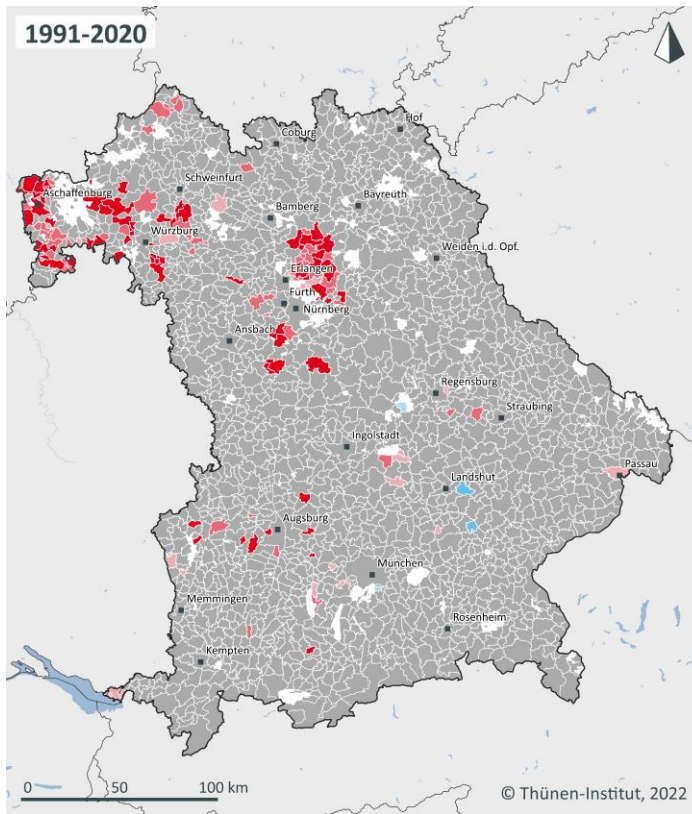 1991-2020
Hof
Coburg
Schweinfurt
Aschaffenburg
Bamberg
Bayreuth
Würzburg
Weiden i.d. Opf.
Erlangen
Fürth
Nürnberg
Ansbach
Regensburg
Straubing
Ingolstadt
Passau
Landshut
Augsburg
München
Memmingen
Rosenheim
Kempten
0 50 100 km
© Thünen-Institut, 2022